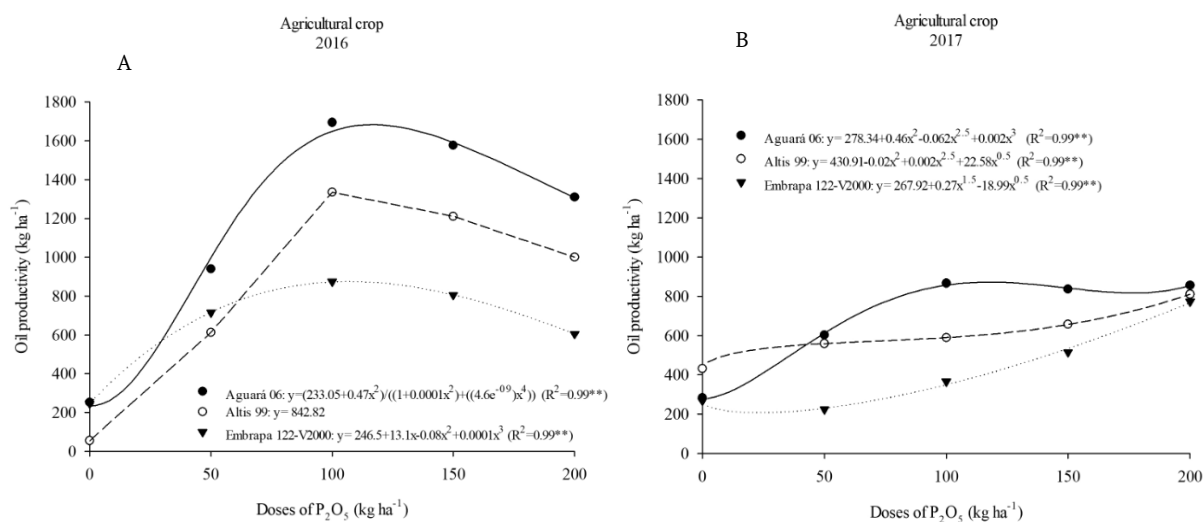 Agricultural crop
2016
A
Oil productivity (kg ha⁻¹)
1800
1600
1400
1200
1000
800
600
400
200
0
Aguará 06: y=(233.05+0.47x²)/((1+0.0001x²)+((4.6e⁻⁰⁹)x⁴)) (R²=0.99**)
Altis 99: y= 842.82
Embrapa 122-V2000: y= 246.5+13.1x-0.08x²+0.0001x³ (R²=0.99**)
0 50 100 150 200
Doses of P₂O₅ (kg ha⁻¹)
Agricultural crop
2017
B
Oil productivity (kg ha⁻¹)
1800
1600
1400
1200
1000
800
600
400
200
0
Aguará 06: y= 278.34+0.46x²-0.062x²·⁵+0.002x³ (R²=0.99**)
Altis 99: y= 430.91-0.02x²+0.002x²·⁵+22.58x⁰·⁵ (R²=0.99**)
Embrapa 122-V2000: y= 267.92+0.27x¹·⁵-18.99x⁰·⁵ (R²=0.99**)
0 50 100 150 200
Doses of P₂O₅ (kg ha⁻¹)